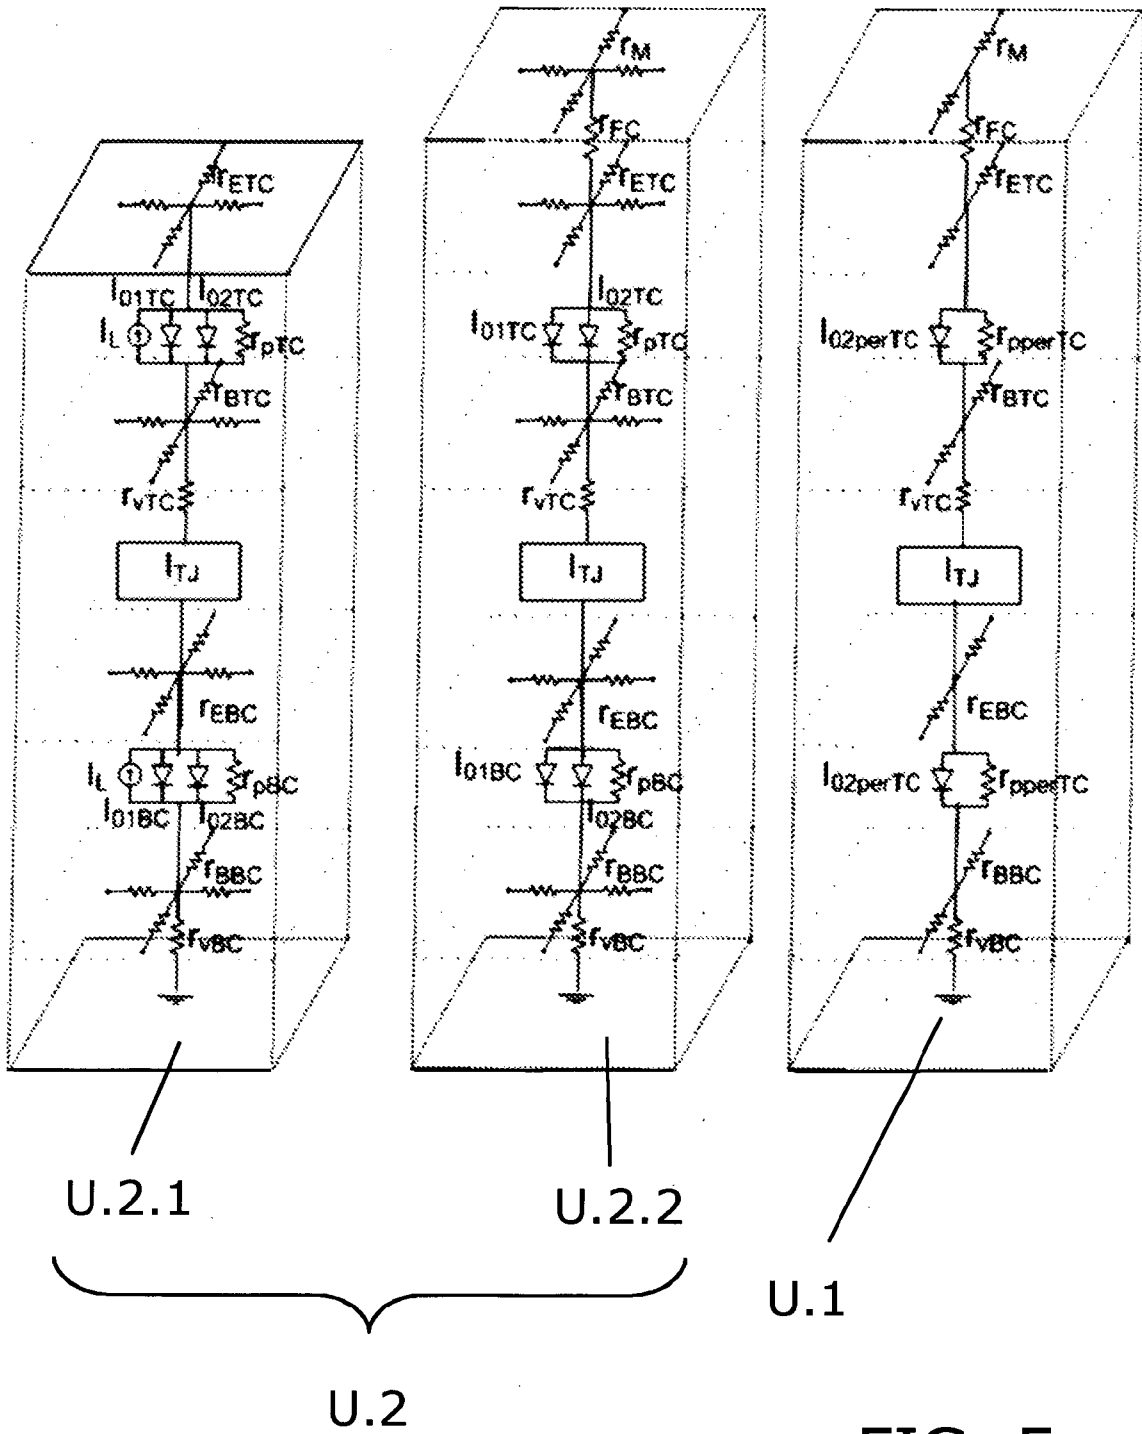 rM
rFC
rETC
I01TC I02TC
IL rpTC
rBTC
rvTC
ITJ
rEBC
IL rpBC
I01BC I02BC
rBBC
rvBC
U.2.1
rM
rFC
rETC
I02TC
I01TC rpTC
rBTC
rvTC
ITJ
rEBC
I01BC rpBC
I02BC
rBBC
rvBC
U.2.2
rETC
I02perTC rpperTC
rBTC
rvTC
ITJ
rEBC
I02perTC rpperTC
rBBC
rvBC
U.1
U.2